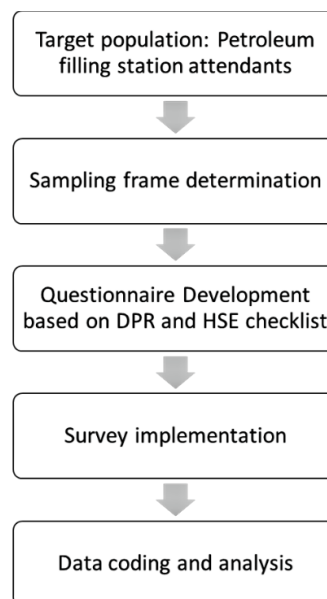 Target population: Petroleum
filling station attendants
Sampling frame determination
Questionnaire Development
based on DPR and HSE checklist
Survey implementation
Data coding and analysis